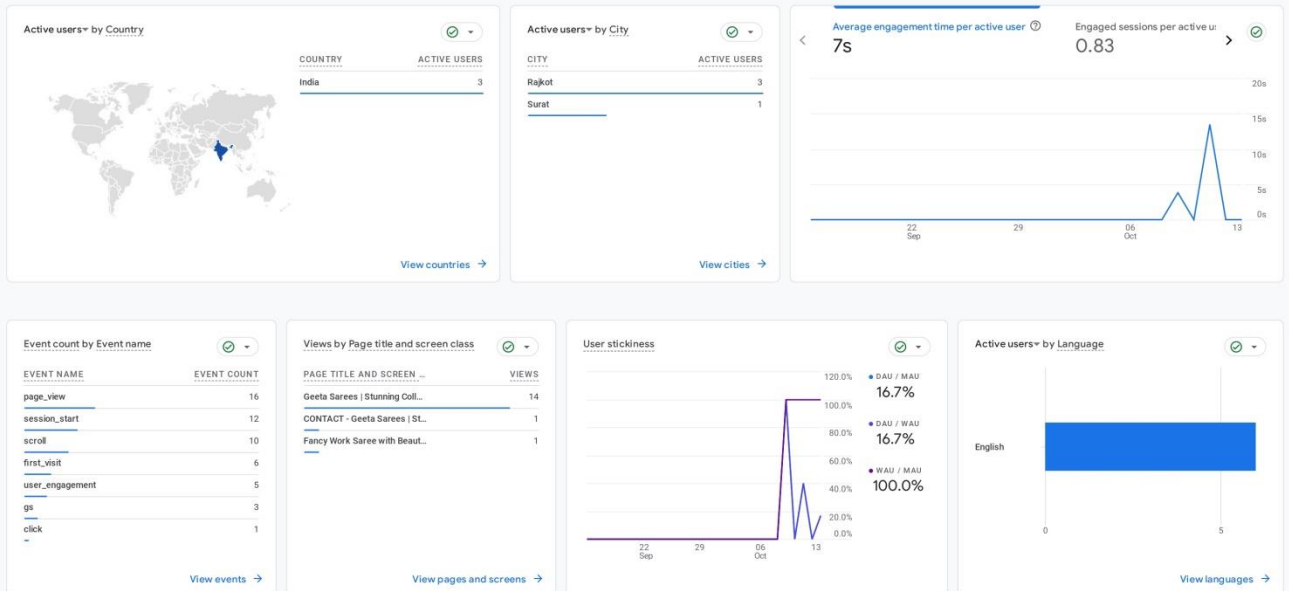 Active users by Country
COUNTRY ACTIVE USERS
India 3
View countries
Active users by City
CITY ACTIVE USERS
Rajkot 3
Surat 1
View cities
Average engagement time per active user
7s
Engaged sessions per active us
0.83
20s
15s
10s
5s
0s
22 29 06 13
Sep Oct
Event count by Event name
EVENT NAME EVENT COUNT
page_view 16
session_start 12
scroll 10
first_visit 6
user_engagement 5
gs 3
click 1
View events
Views by Page title and screen class
PAGE TITLE AND SCREEN ... VIEWS
Geeta Sarees | Stunning Coll... 14
CONTACT - Geeta Sarees | St... 1
Fancy Work Saree with Beaut... 1
View pages and screens
User stickiness
120.0%
100.0%
80.0%
60.0%
40.0%
20.0%
0.0%
22 29 06 13
Sep Oct
DAU / MAU
16.7%
DAU / WAU
16.7%
WAU / MAU
100.0%
Active users by Language
English
0 5
View languages